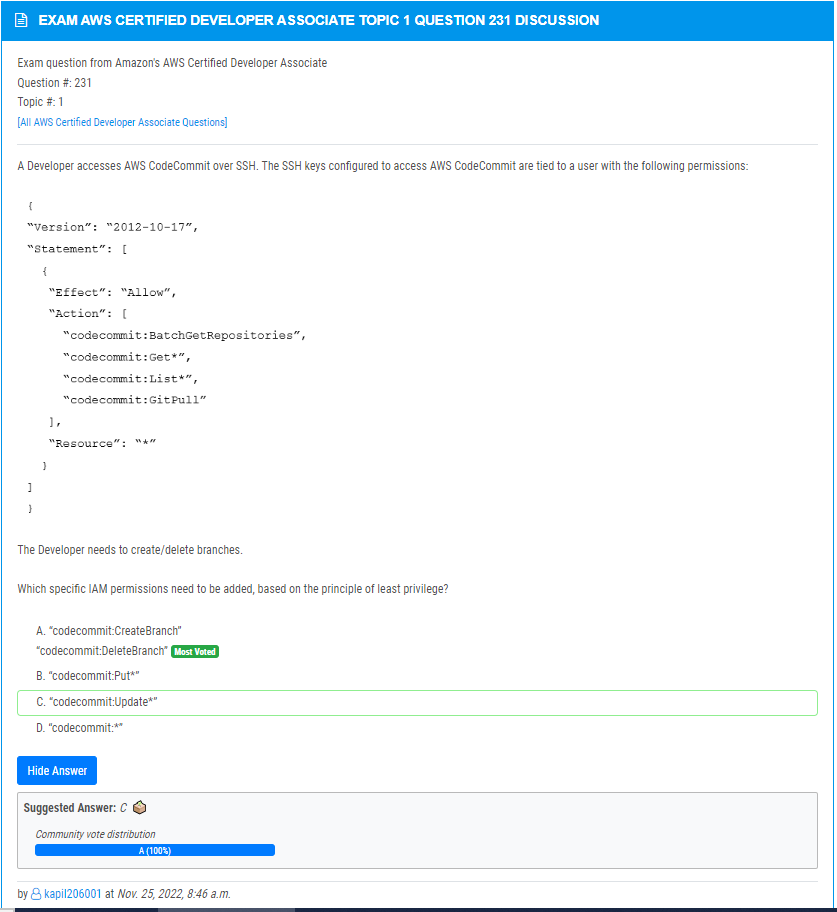 EXAM AWS CERTIFIED DEVELOPER ASSOCIATE TOPIC 1 QUESTION 231 DISCUSSION
Exam question from Amazon's AWS Certified Developer Associate
Question #: 231
Topic #: 1
[All AWS Certified Developer Associate Questions]
A Developer accesses AWS CodeCommit over SSH. The SSH keys configured to access AWS CodeCommit are tied to a user with the following permissions:
{
“Version”: “2012-10-17”,
“Statement”: [
{
“Effect”: “Allow”,
“Action”: [
“codecommit:BatchGetRepositories”,
“codecommit:Get*”,
“codecommit:List*”,
“codecommit:GitPull”
],
“Resource”: “*”
}
]
}
The Developer needs to create/delete branches.
Which specific IAM permissions need to be added, based on the principle of least privilege?
A. “codecommit:CreateBranch”
“codecommit:DeleteBranch” Most Voted
B. “codecommit:Put*”
C. “codecommit:Update*”
D. “codecommit:*”
Hide Answer
Suggested Answer: C
Community vote distribution
A (100%)
by kapil206001 at Nov. 25, 2022, 8:46 a.m.